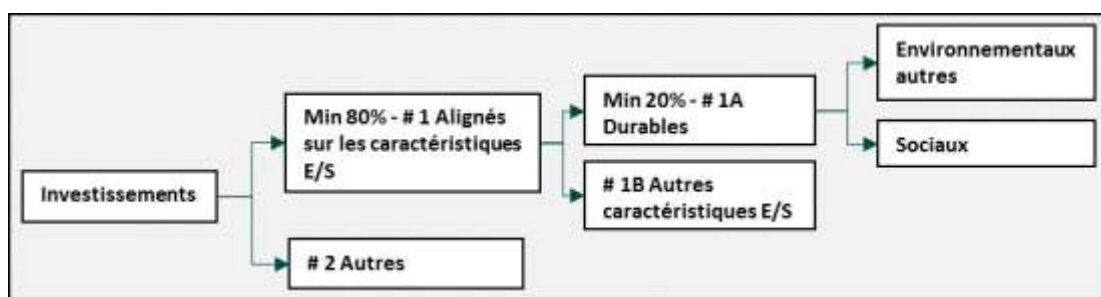 Investissements
Min 80% - # 1 Alignés
sur les caractéristiques
E/S
# 2 Autres
Min 20% - # 1A
Durables
# 1B Autres
caractéristiques E/S
Environnementaux
autres
Sociaux